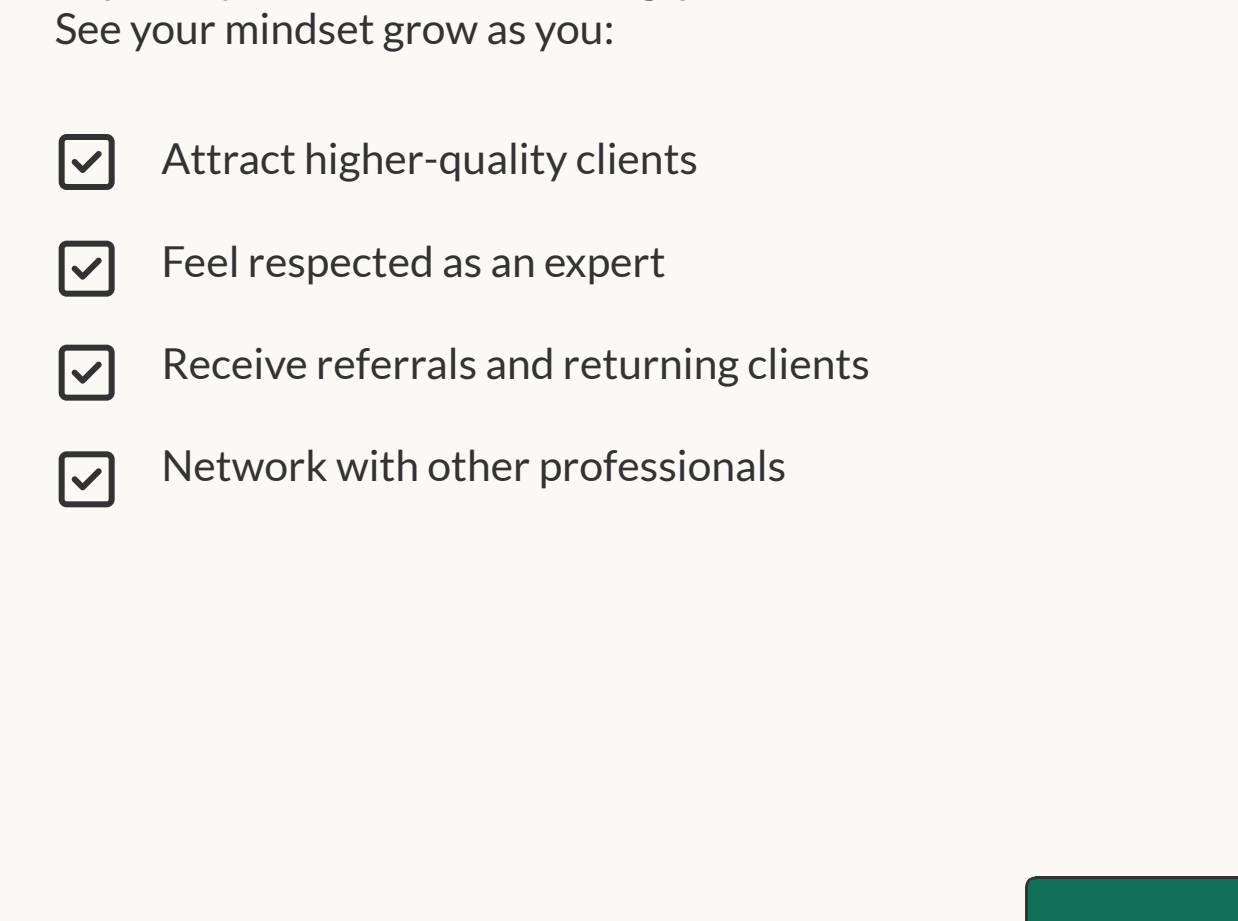 See your mindset grow as you:
Attract higher-quality clients
Feel respected as an expert
Receive referrals and returning clients
Network with other professionals